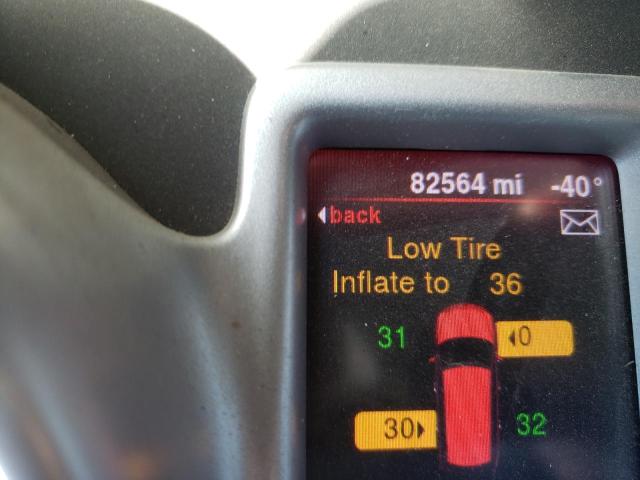 82564 mi -40°
back
Low Tire
Inflate to 36
31 0
30 32